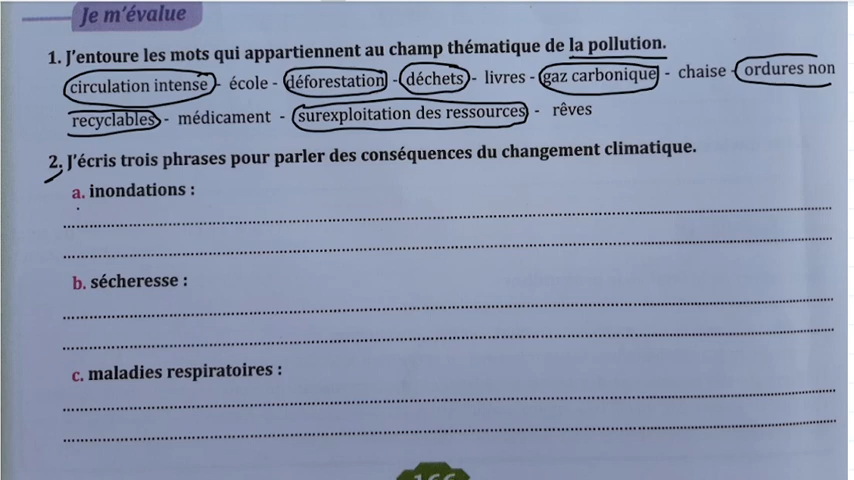 Je m'évalue
1. J'entoure les mots qui appartiennent au champ thématique de la pollution.
circulation intense - école - déforestation - déchets - livres - gaz carbonique - chaise - ordures non
recyclables - médicament - surexploitation des ressources - rêves
2. J'écris trois phrases pour parler des conséquences du changement climatique.
a. inondations :
b. sécheresse :
c. maladies respiratoires :
166